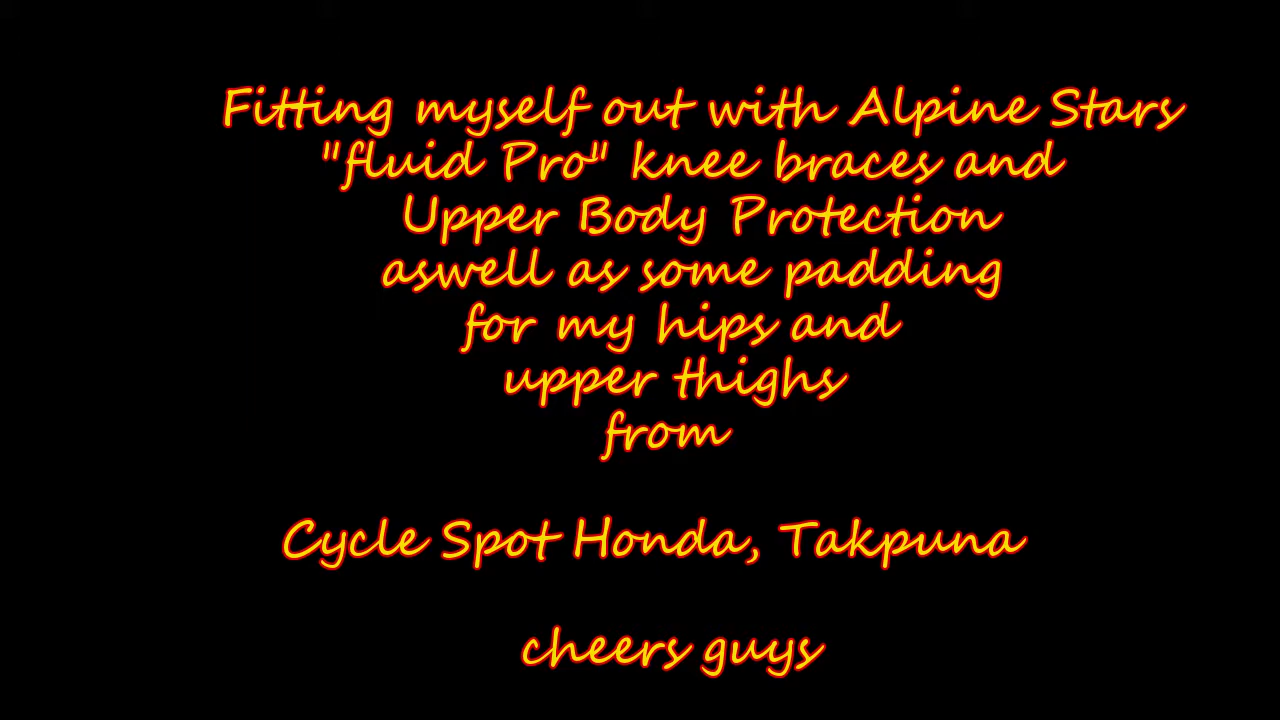 Fitting myself out with Alpine Stars
"fluid Pro" knee braces and
Upper Body Protection
aswell as some padding
for my hips and
upper thighs
from
Cycle Spot Honda, Takpuna
cheers guys